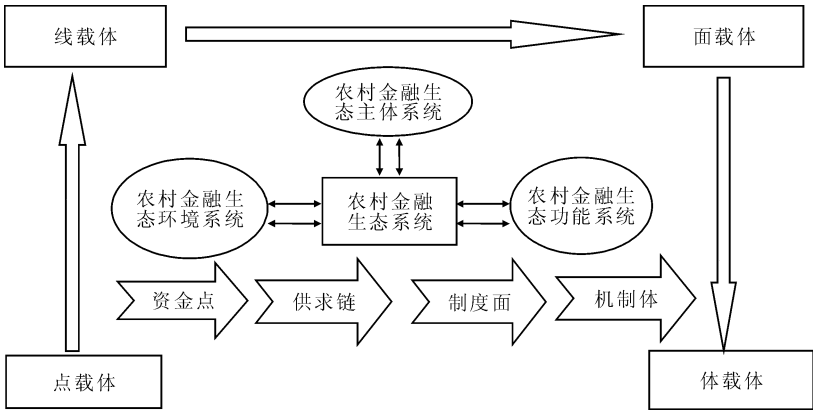 线载体
面载体
农村金融生
态主体系统
农村金融生
态环境系统
农村金融
生态系统
农村金融生
态功能系统
资金点
供求链
制度面
机制体
点载体
体载体